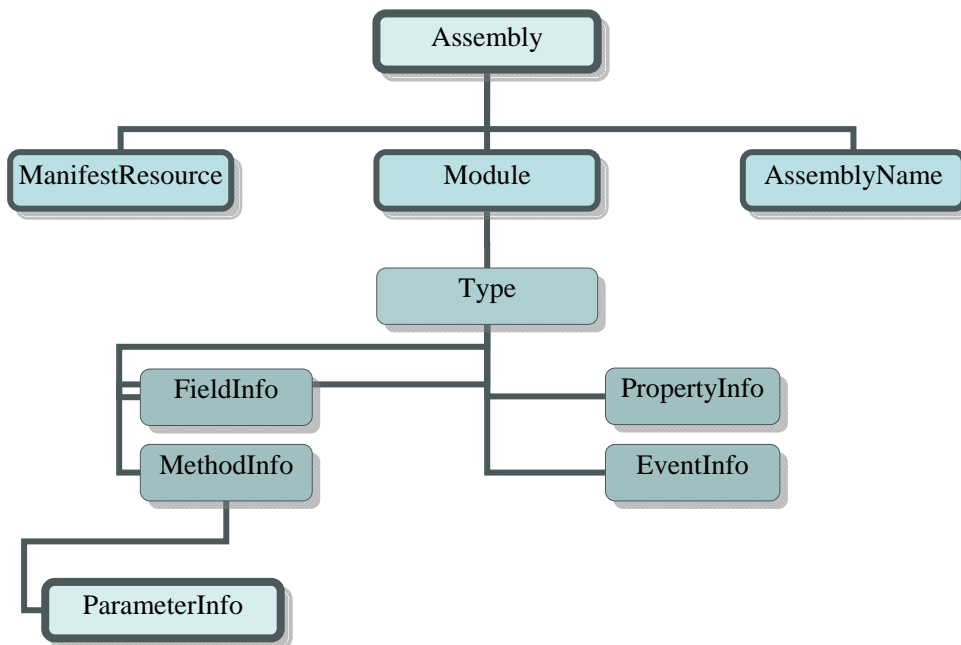 Assembly
ManifestResource
Module
AssemblyName
Type
FieldInfo
PropertyInfo
MethodInfo
EventInfo
ParameterInfo